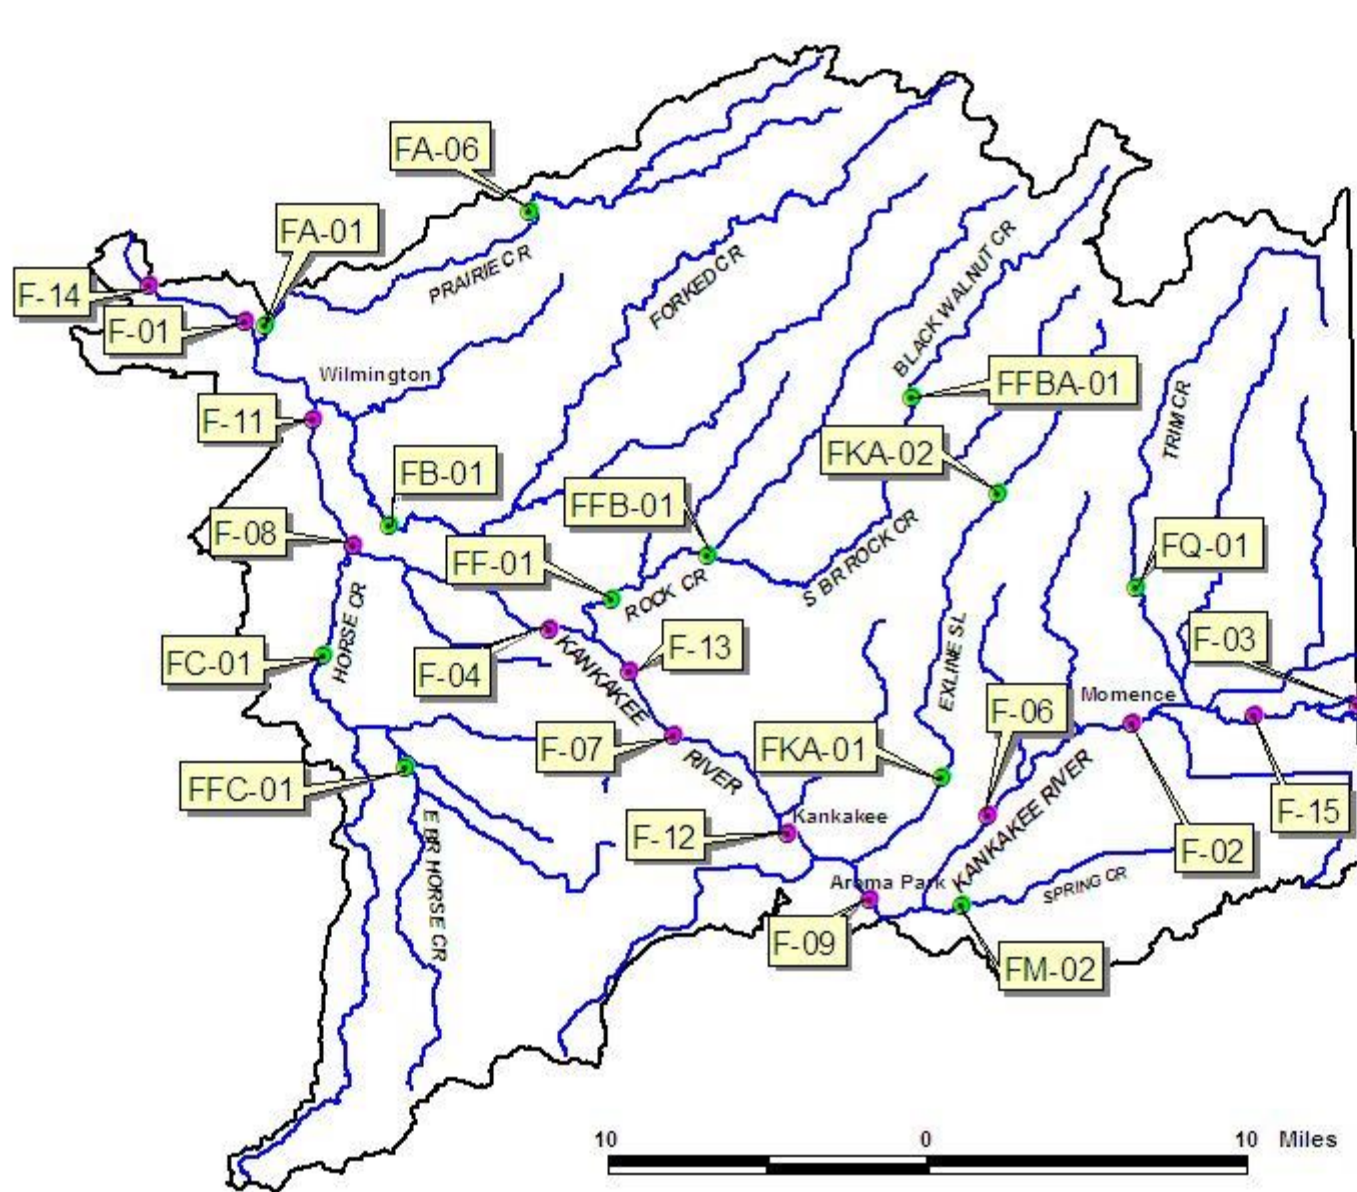 FA-06
FA-01
PRAIRIE CR
F-14
F-01
FORKED CR
BLACK WALNUT CR
Wilmington
FFBA-01
TRIM CR
F-11
FKA-02
FB-01
FFB-01
F-08
FF-01
ROCK CR
S BR ROCK CR
FQ-01
HORSE CR
FC-01
F-04
KANKAKEE
RIVER
F-13
EXLINE SL
F-03
Momence
F-06
F-07
FKA-01
FFC-01
E BR HORSE CR
F-12
Kankakee
KANKAKEE RIVER
F-15
F-02
Aroma Park
SPRING CR
F-09
FM-02
10 0 10 Miles